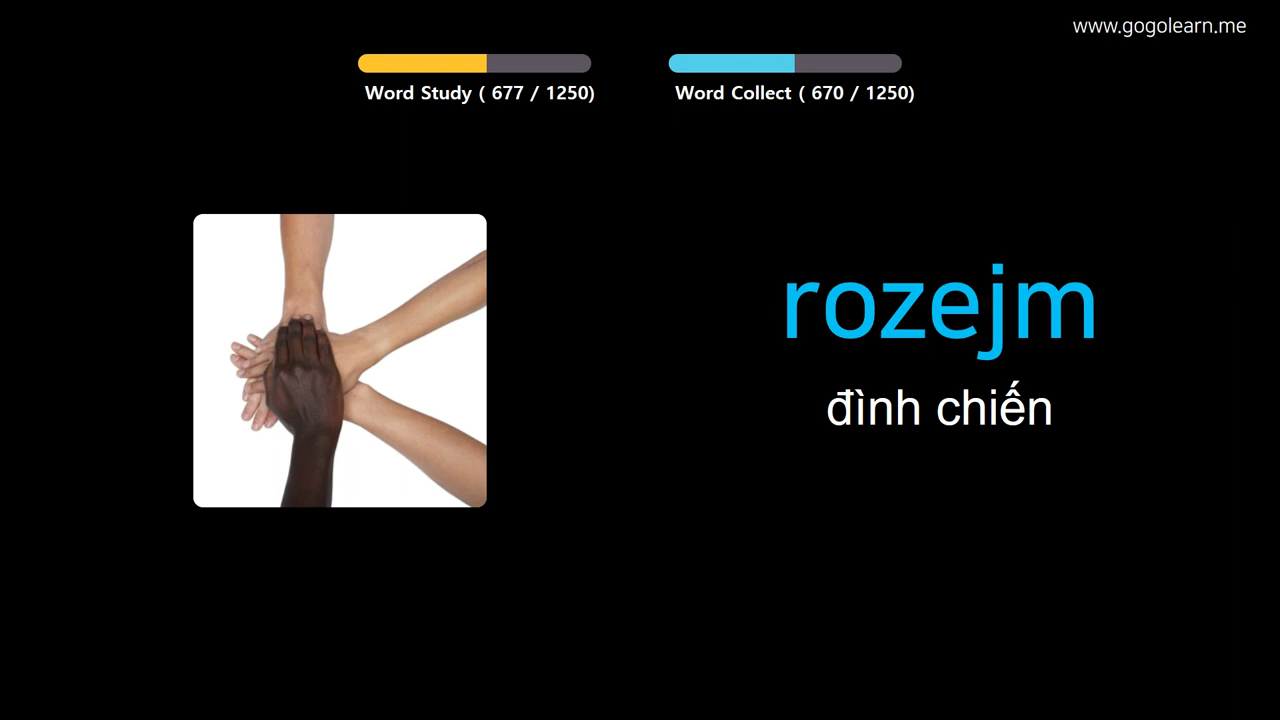 www.gogolearn.me
Word Study ( 677 / 1250)
Word Collect ( 670 / 1250)
rozejm
đình chiến